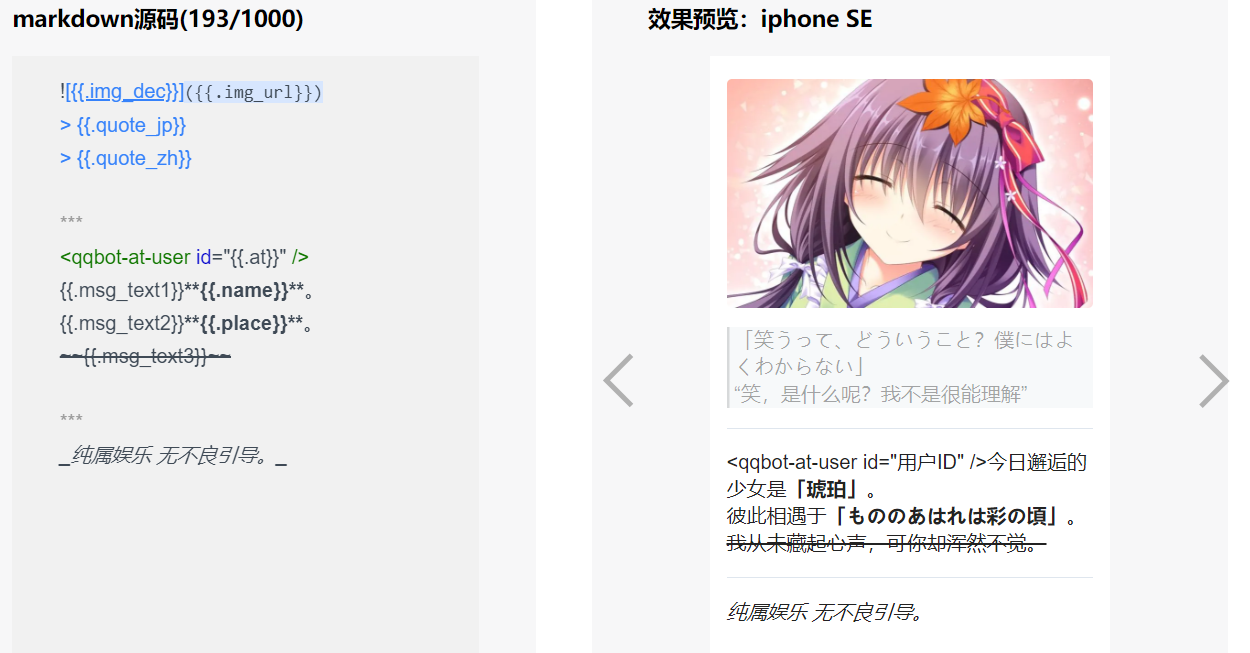 markdown源码(193/1000)
![{{.img_dec}}]({{.img_url}})
> {{.quote_jp}}
> {{.quote_zh}}
***
<qqbot-at-user id="{{.at}}" />
{{.msg_text1}}**{{.name}}**。
{{.msg_text2}}**{{.place}}**。
~~{{.msg_text3}}~~
***
_纯属娱乐 无不良引导。_
效果预览：iphone SE
「笑うって、どういうこと？僕にはよ
くわからない」
“笑，是什么呢？我不是很能理解”
<qqbot-at-user id="用户ID" />今日邂逅的
少女是「琥珀」。
彼此相遇于「もののあはれは彩の頃」。
我从未藏起心声，可你却浑然不觉。
纯属娱乐 无不良引导。